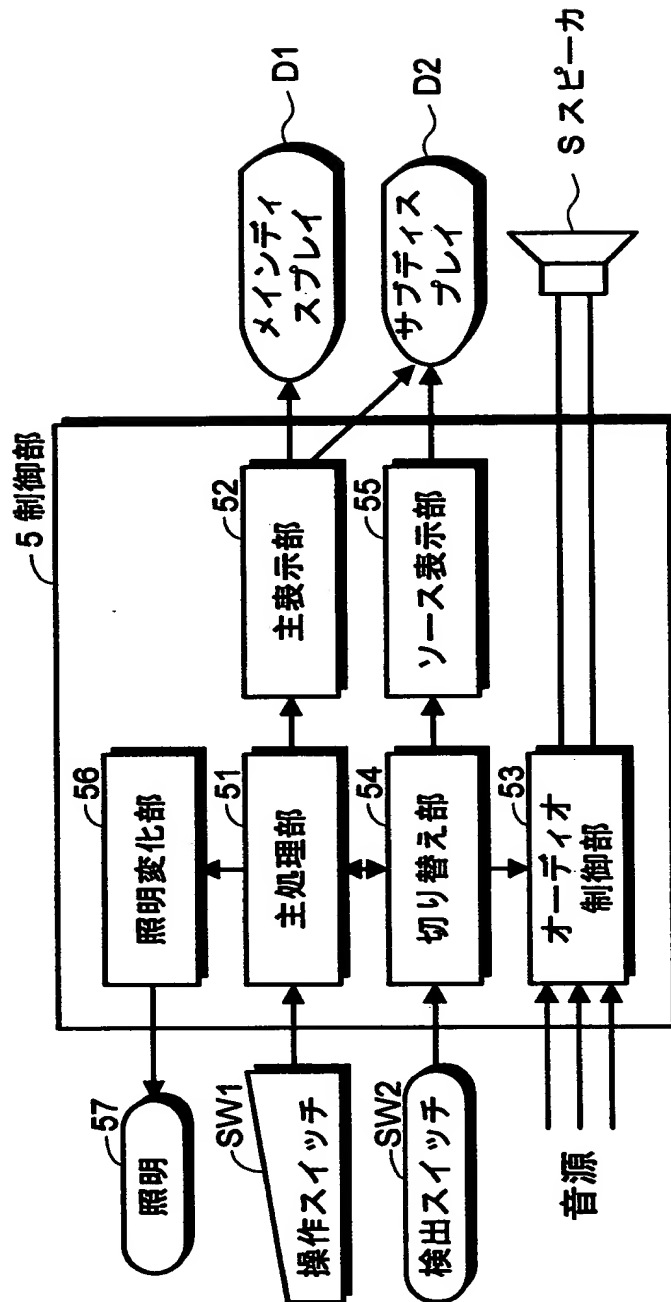 5 制御部
57
照明
56
照明変化部
SW1
操作スイッチ
51
主処理部
52
主表示部
メインディ
スプレイ
D1
SW2
検出スイッチ
54
切り替え部
55
ソース表示部
サブディス
プレイ
D2
音源
53
オーディオ
制御部
S スピーカ